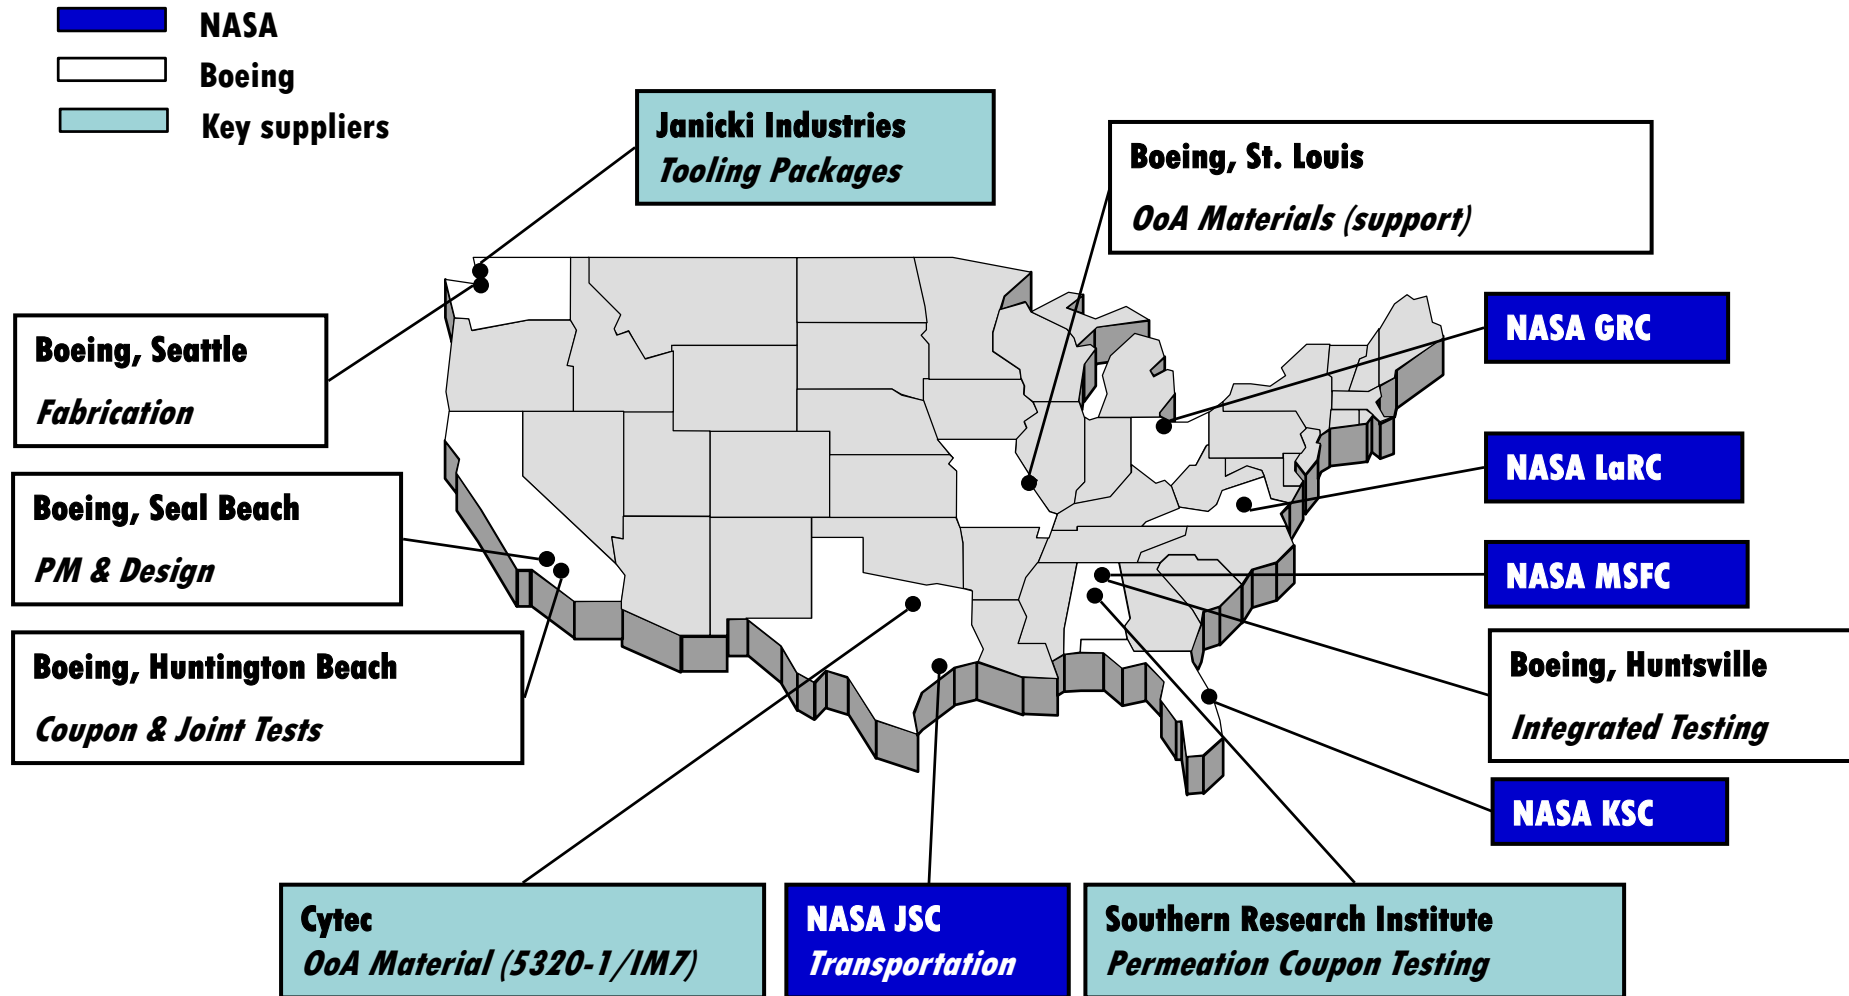 NASA
Boeing
Key suppliers
Janicki Industries
Tooling Packages
Boeing, St. Louis
OoA Materials (support)
NASA GRC
Boeing, Seattle
Fabrication
NASA LaRC
Boeing, Seal Beach
PM & Design
NASA MSFC
Boeing, Huntington Beach
Coupon & Joint Tests
Boeing, Huntsville
Integrated Testing
NASA KSC
Cytec
OoA Material (5320-1/IM7)
NASA JSC
Transportation
Southern Research Institute
Permeation Coupon Testing